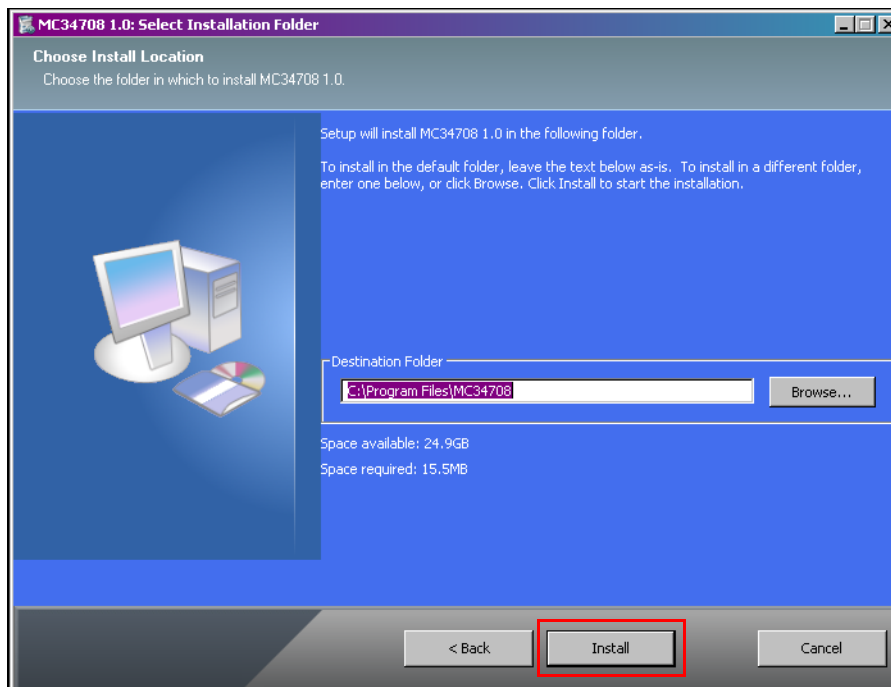 MC34708 1.0: Select Installation Folder
Choose Install Location
Choose the folder in which to install MC34708 1.0.
Setup will install MC34708 1.0 in the following folder.
To install in the default folder, leave the text below as-is. To install in a different folder,
enter one below, or click Browse. Click Install to start the installation.
Destination Folder
C:\Program Files\MC34708
Browse...
Space available: 24.9GB
Space required: 15.5MB
< Back
Install
Cancel